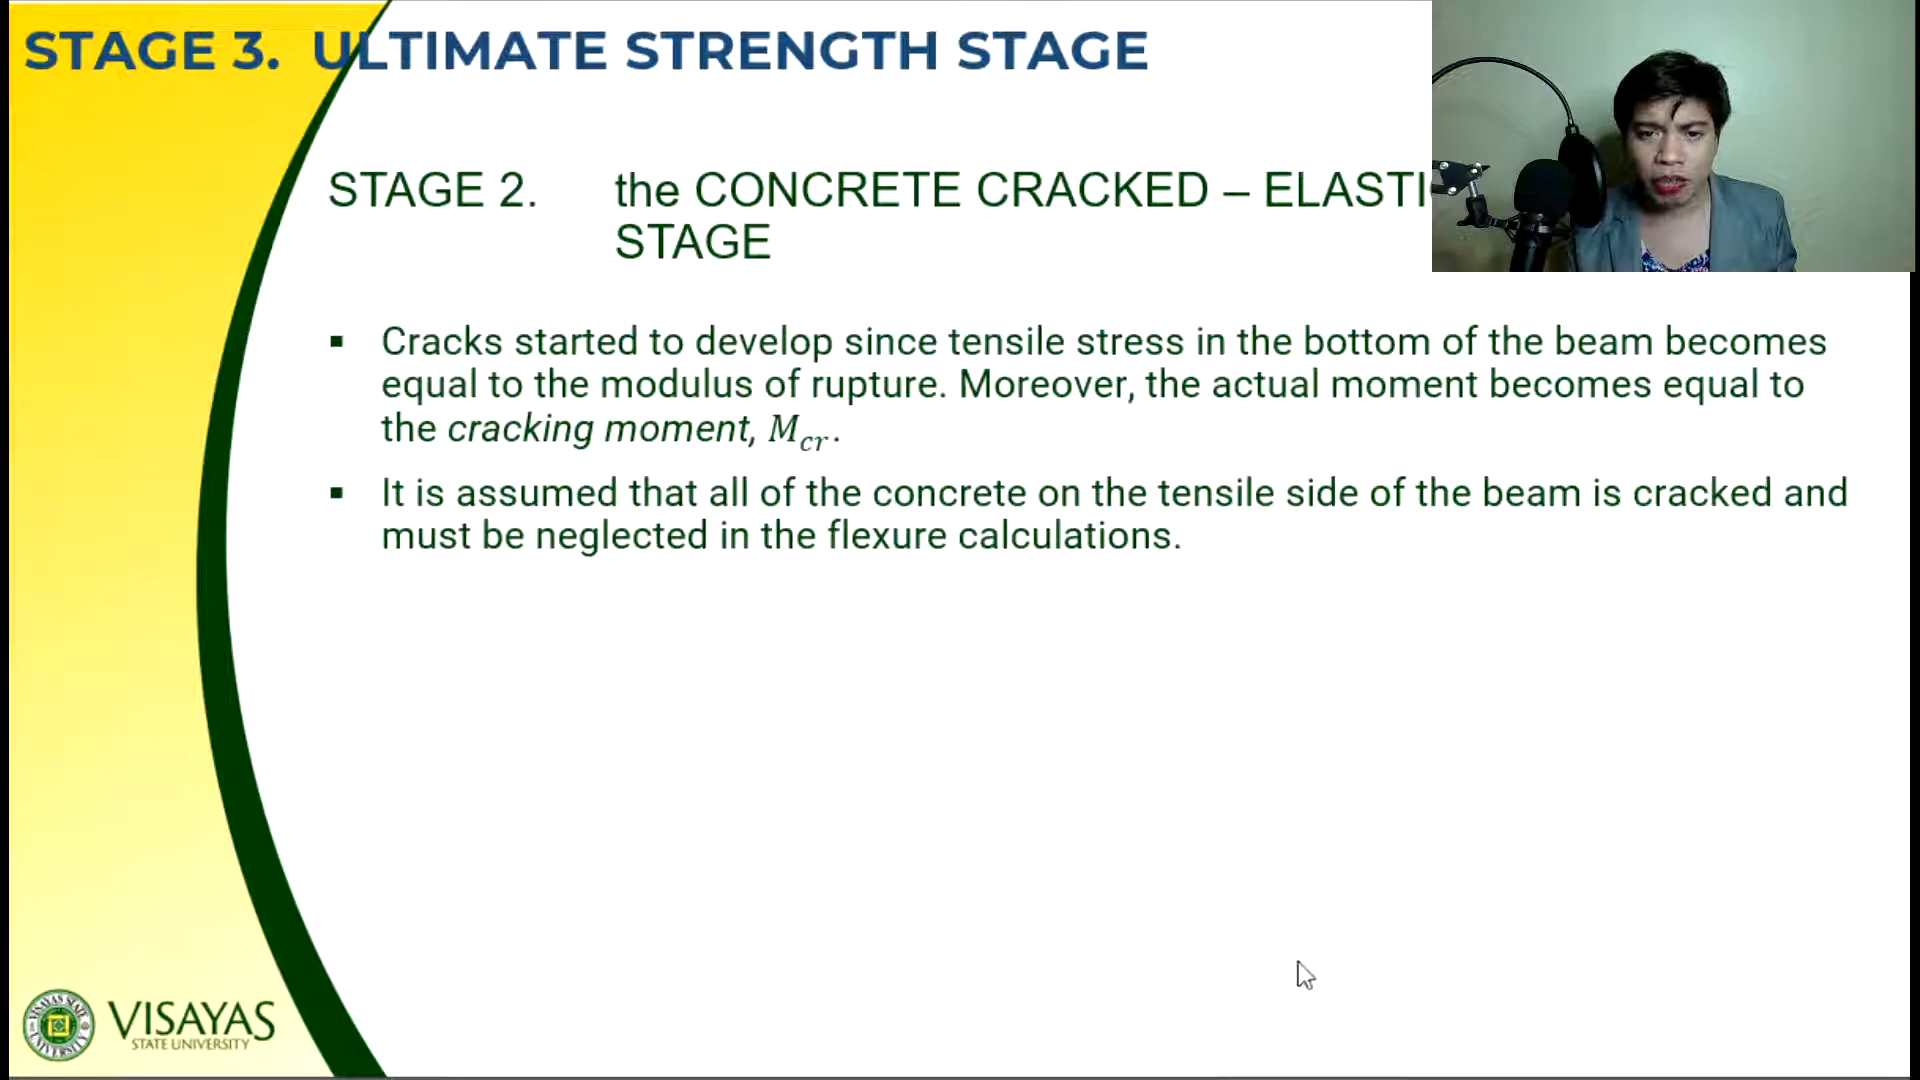 STAGE 3. ULTIMATE STRENGTH STAGE
STAGE 2. the CONCRETE CRACKED – ELASTI
STAGE
▪ Cracks started to develop since tensile stress in the bottom of the beam becomes
equal to the modulus of rupture. Moreover, the actual moment becomes equal to
the cracking moment, M_cr.
▪ It is assumed that all of the concrete on the tensile side of the beam is cracked and
must be neglected in the flexure calculations.
VISAYAS
STATE UNIVERSITY